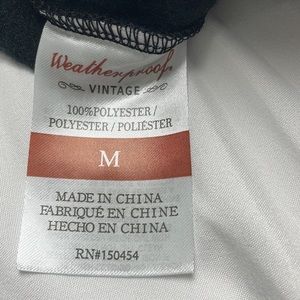 Weatherproof
VINTAGE
100%POLYESTER /
POLYESTER / POLIÉSTER
M
MADE IN CHINA
FABRIQUÉ EN CHINE
HECHO EN CHINA
RN#150454